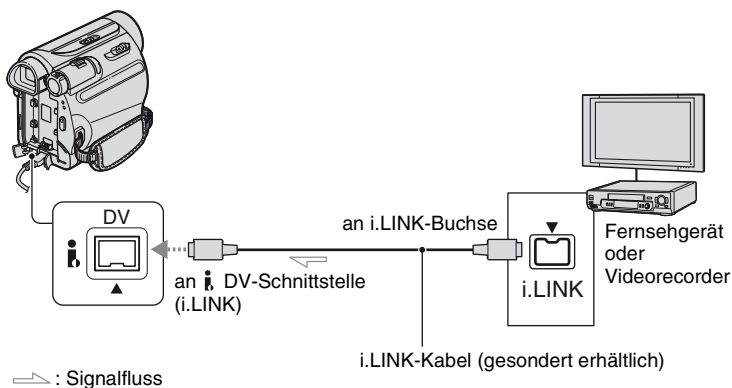 DV
an i.LINK-Buchse
Fernsehgerät
oder
Videorecorder
i.LINK
an i DV-Schnittstelle
(i.LINK)
i.LINK-Kabel (gesondert erhältlich)
: Signalfluss